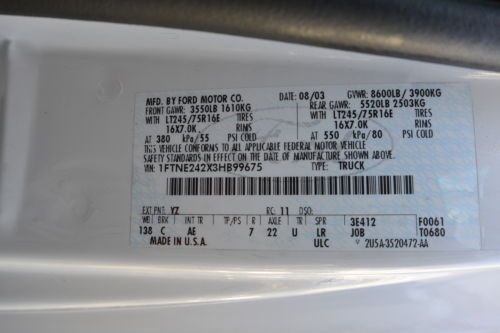 MFD. BY FORD MOTOR CO.
DATE: 08/03 GVWR: 8600LB/ 3900KG
FRONT GAWR: 3550LB 1610KG REAR GAWR: 5520LB 2503KG
WITH LT245/75R16E TIRES WITH LT245/75R16E TIRES
16X7.0K RIMS 16X7.0K RIMS
AT 380 kPa/ 55 PSI COLD AT 550 kPa/ 80 PSI COLD
THIS VEHICLE CONFORMS TO ALL APPLICABLE FEDERAL MOTOR VEHICLE
SAFETY STANDARDS IN EFFECT ON THE DATE OF MANUFACTURE SHOWN ABOVE.
VIN: 1FTNE242X3HB99675 TYPE: TRUCK
EXT PNT: YZ RC: 11 DSO:
WB BRK INT TR TP/PS R AXLE TR SPR 3E412 F0061
138 C AE 7 22 U LR JOB T0680
MADE IN U.S.A. ULC 2U5A-3520472-AA